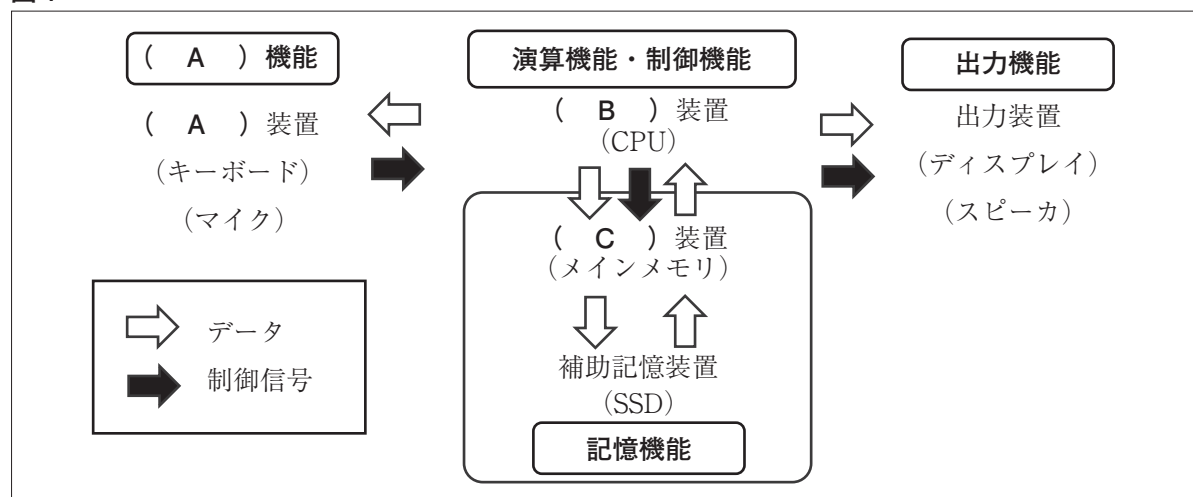 （　A　）機能
（　A　）装置
（キーボード）
（マイク）
演算機能・制御機能
（　B　）装置
（CPU）
（　C　）装置
（メインメモリ）
補助記憶装置
（SSD）
記憶機能
出力機能
出力装置
（ディスプレイ）
（スピーカ）
データ
制御信号